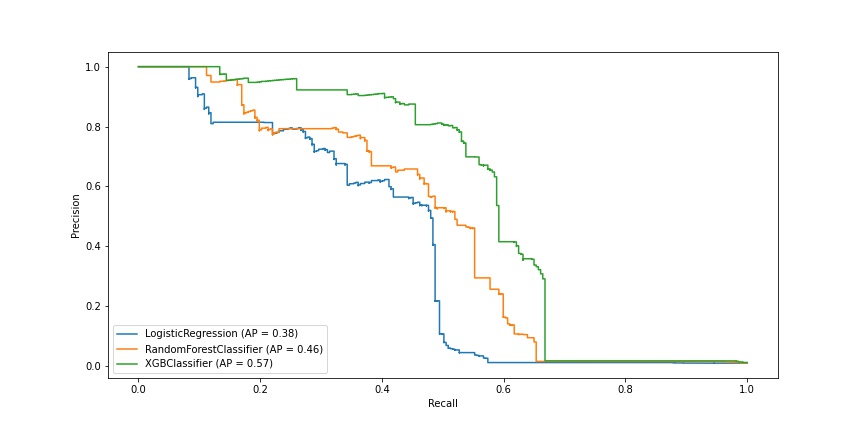 1.0
0.8
0.6
0.4
0.2
0.0
Precision
LogisticRegression (AP = 0.38)
RandomForestClassifier (AP = 0.46)
XGBClassifier (AP = 0.57)
0.0 0.2 0.4 0.6 0.8 1.0
Recall